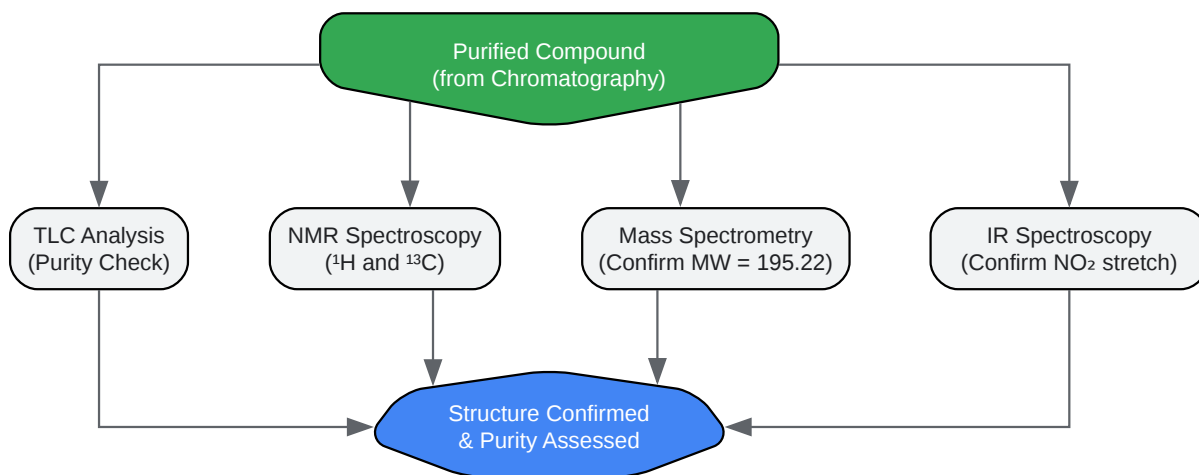 Purified Compound
(from Chromatography)
TLC Analysis
(Purity Check)
NMR Spectroscopy
(¹H and ¹³C)
Mass Spectrometry
(Confirm MW = 195.22)
IR Spectroscopy
(Confirm NO₂ stretch)
Structure Confirmed
& Purity Assessed